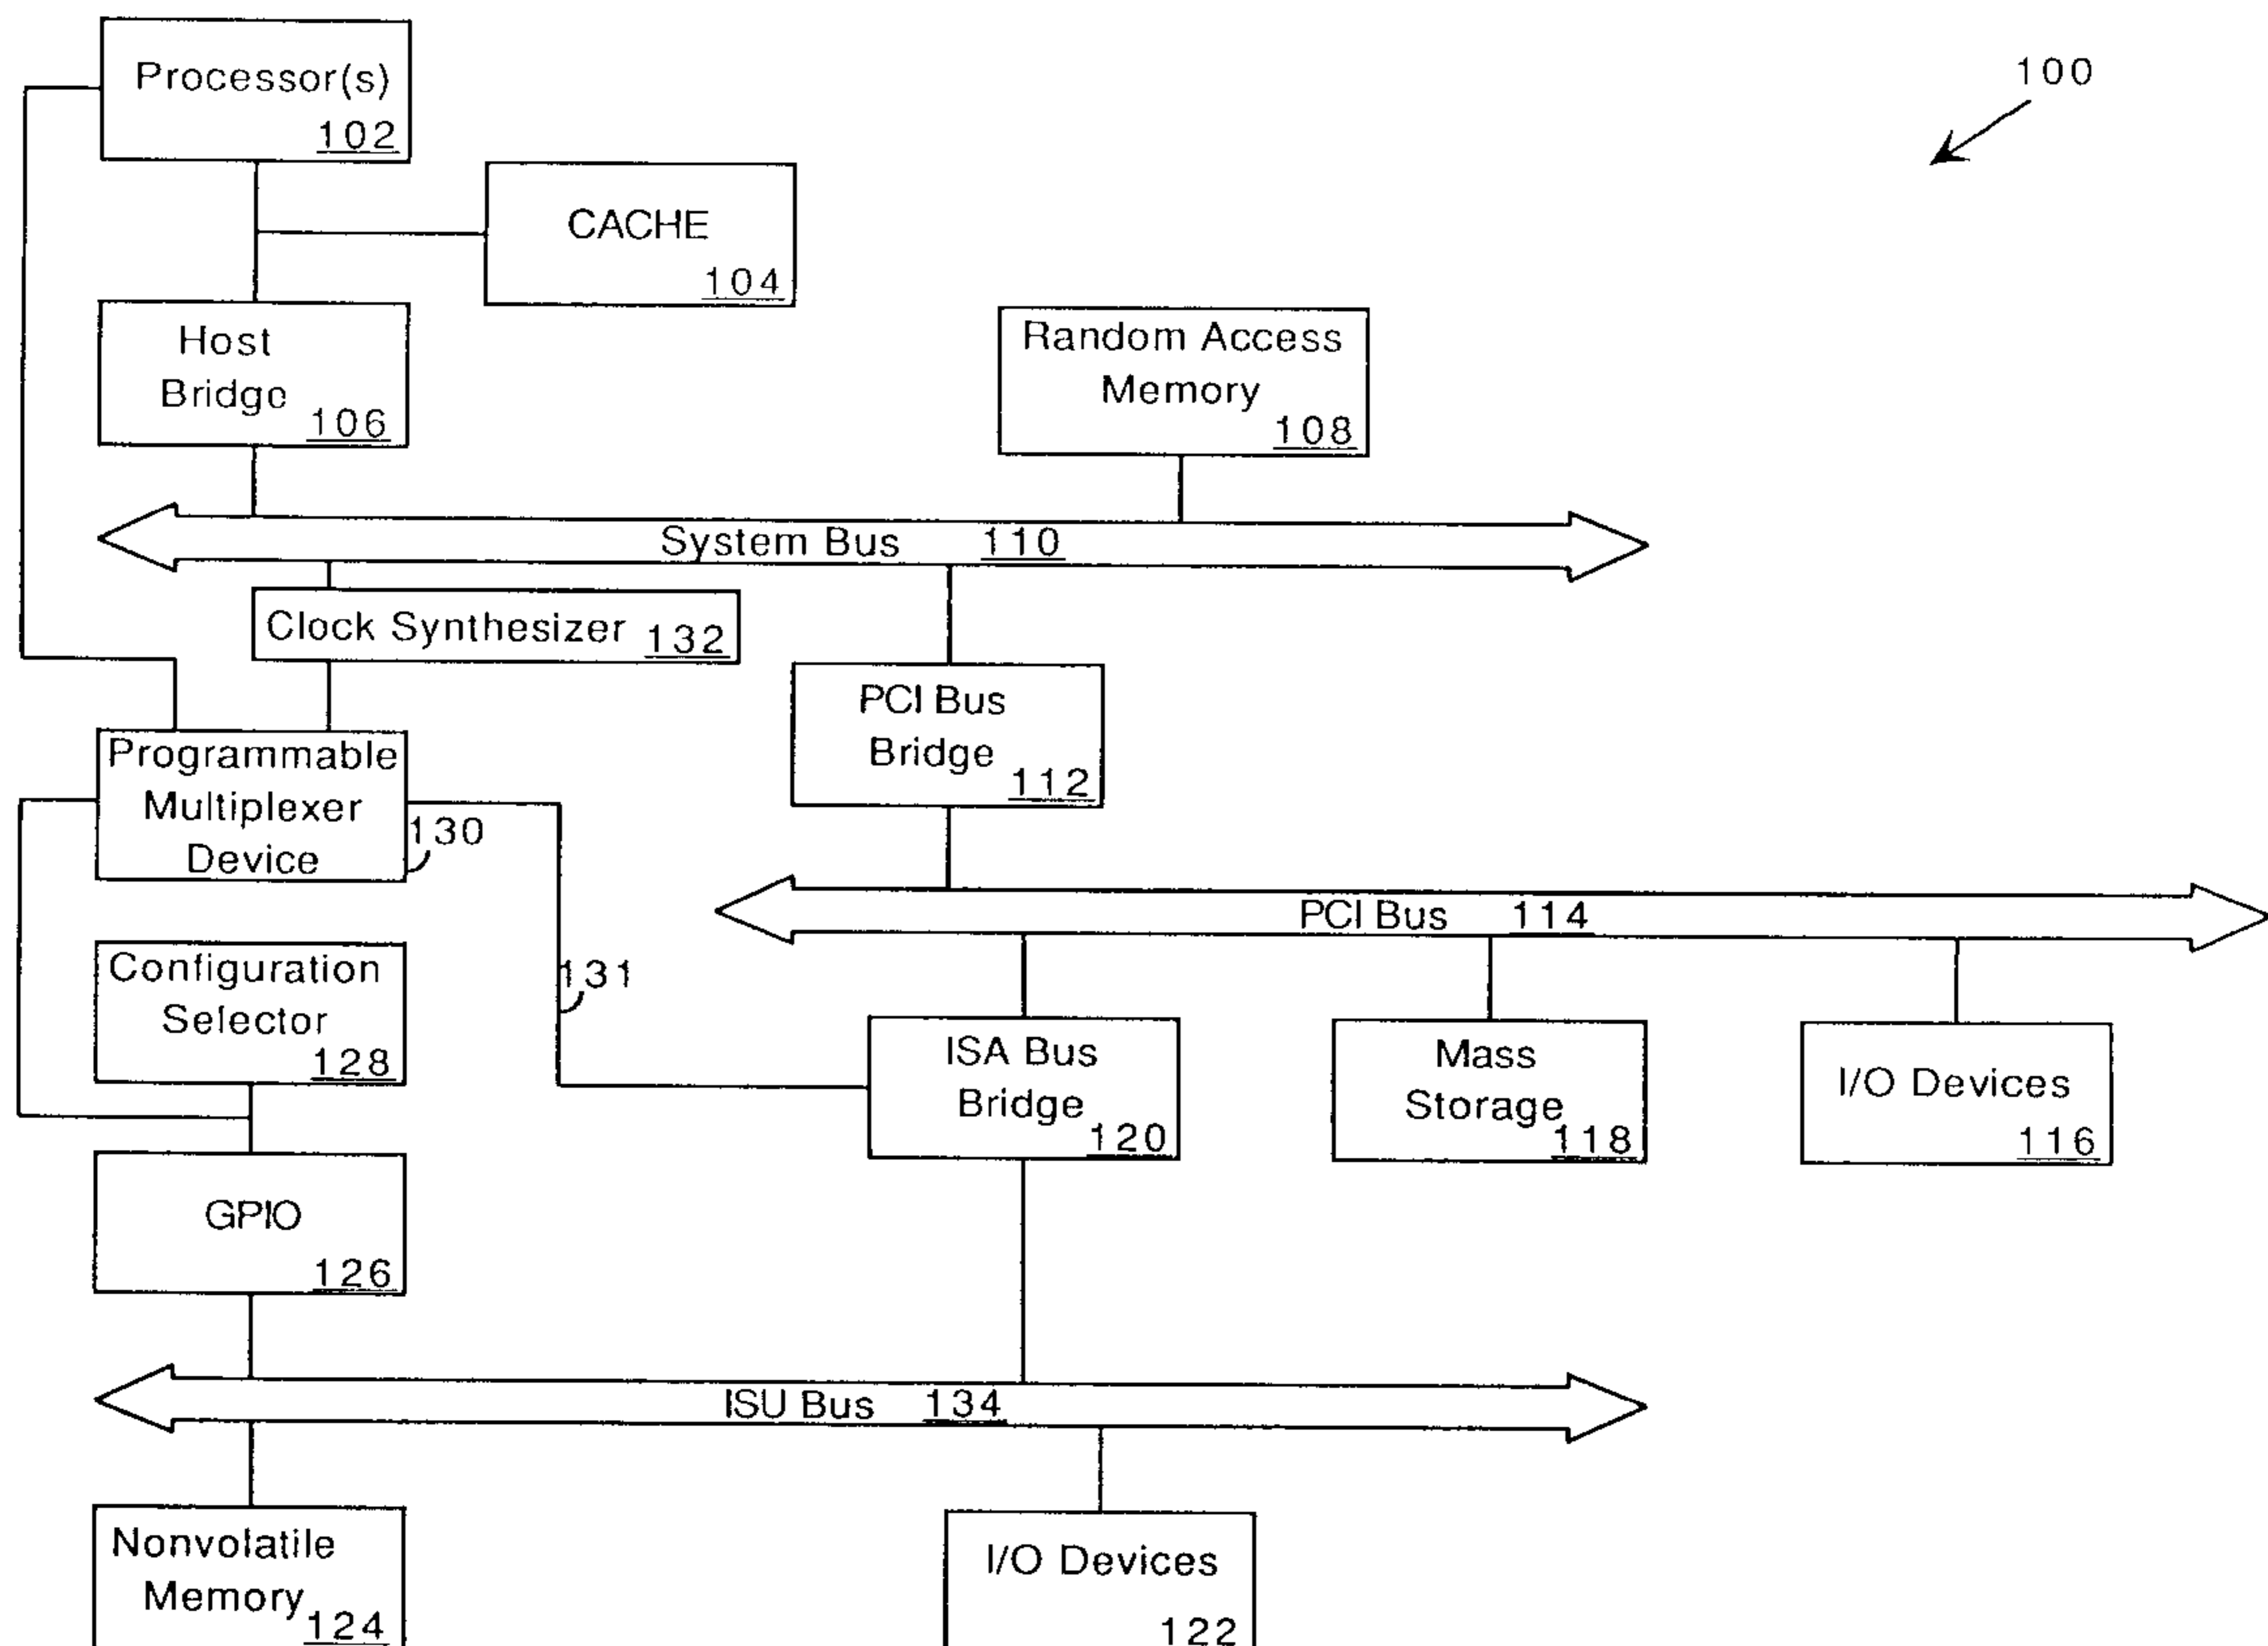 Processor(s)
102
100
CACHE
104
Host
Bridge
106
Random Access
Memory
108
System Bus 110
Clock Synthesizer 132
PCI Bus
Bridge
112
Programmable
Multiplexer
Device
130
PCI Bus 114
Configuration
Selector
128
131
ISA Bus
Bridge
120
Mass
Storage
118
I/O Devices
116
GPIO
126
ISU Bus 134
Nonvolatile
Memory
124
I/O Devices
122